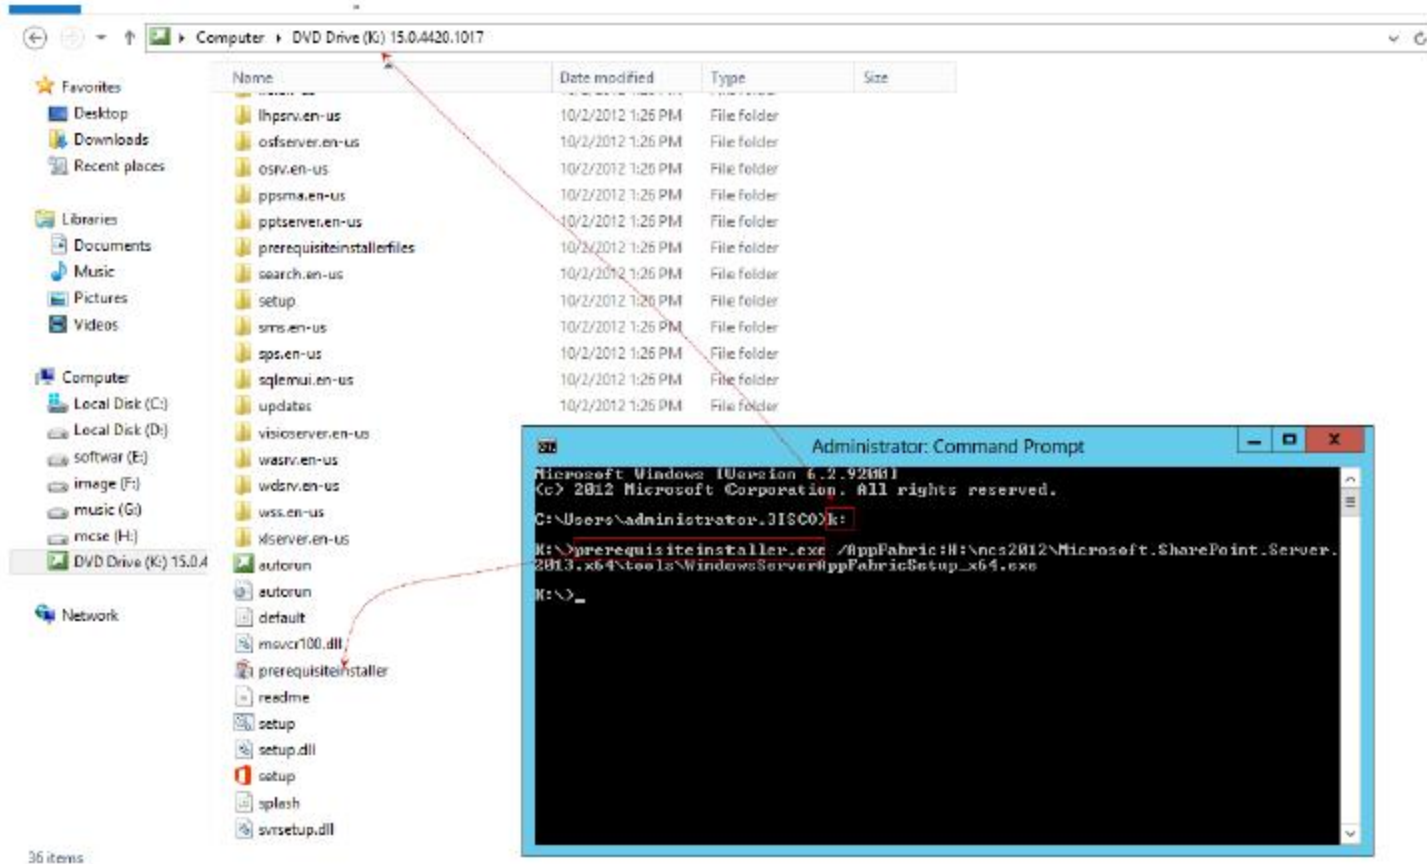 Computer ▸ DVD Drive (K:) 15.0.4420.1017
Name Date modified Type Size
Favorites
Desktop
Downloads
Recent places
Libraries
Documents
Music
Pictures
Videos
Computer
Local Disk (C:)
Local Disk (D:)
softwar (E:)
image (F:)
music (G:)
mcse (H:)
DVD Drive (K:) 15.0.4
Network
lhpsrv.en-us 10/2/2012 1:26 PM File folder
osfserver.en-us 10/2/2012 1:26 PM File folder
osrv.en-us 10/2/2012 1:26 PM File folder
ppsma.en-us 10/2/2012 1:26 PM File folder
pptserver.en-us 10/2/2012 1:26 PM File folder
prerequisiteinstallerfiles 10/2/2012 1:26 PM File folder
search.en-us 10/2/2012 1:26 PM File folder
setup 10/2/2012 1:26 PM File folder
sms.en-us 10/2/2012 1:26 PM File folder
sps.en-us 10/2/2012 1:26 PM File folder
sqlemui.en-us 10/2/2012 1:26 PM File folder
updates 10/2/2012 1:26 PM File folder
visioserver.en-us
wasrv.en-us
wdsrv.en-us
wss.en-us
xlserver.en-us
autorun
autorun
default
msvcr100.dll
prerequisiteinstaller
readme
setup
setup.dll
setup
splash
svrsetup.dll
36 items
Administrator: Command Prompt
Microsoft Windows [Version 6.2.9200]
(c) 2012 Microsoft Corporation. All rights reserved.
C:\Users\administrator.3ISCO>k:
K:\>prerequisiteinstaller.exe /AppFabric:H:\ncs2012\Microsoft.SharePoint.Server.
2013.x64\tools\WindowsServerAppFabricSetup_x64.exe
K:\>_